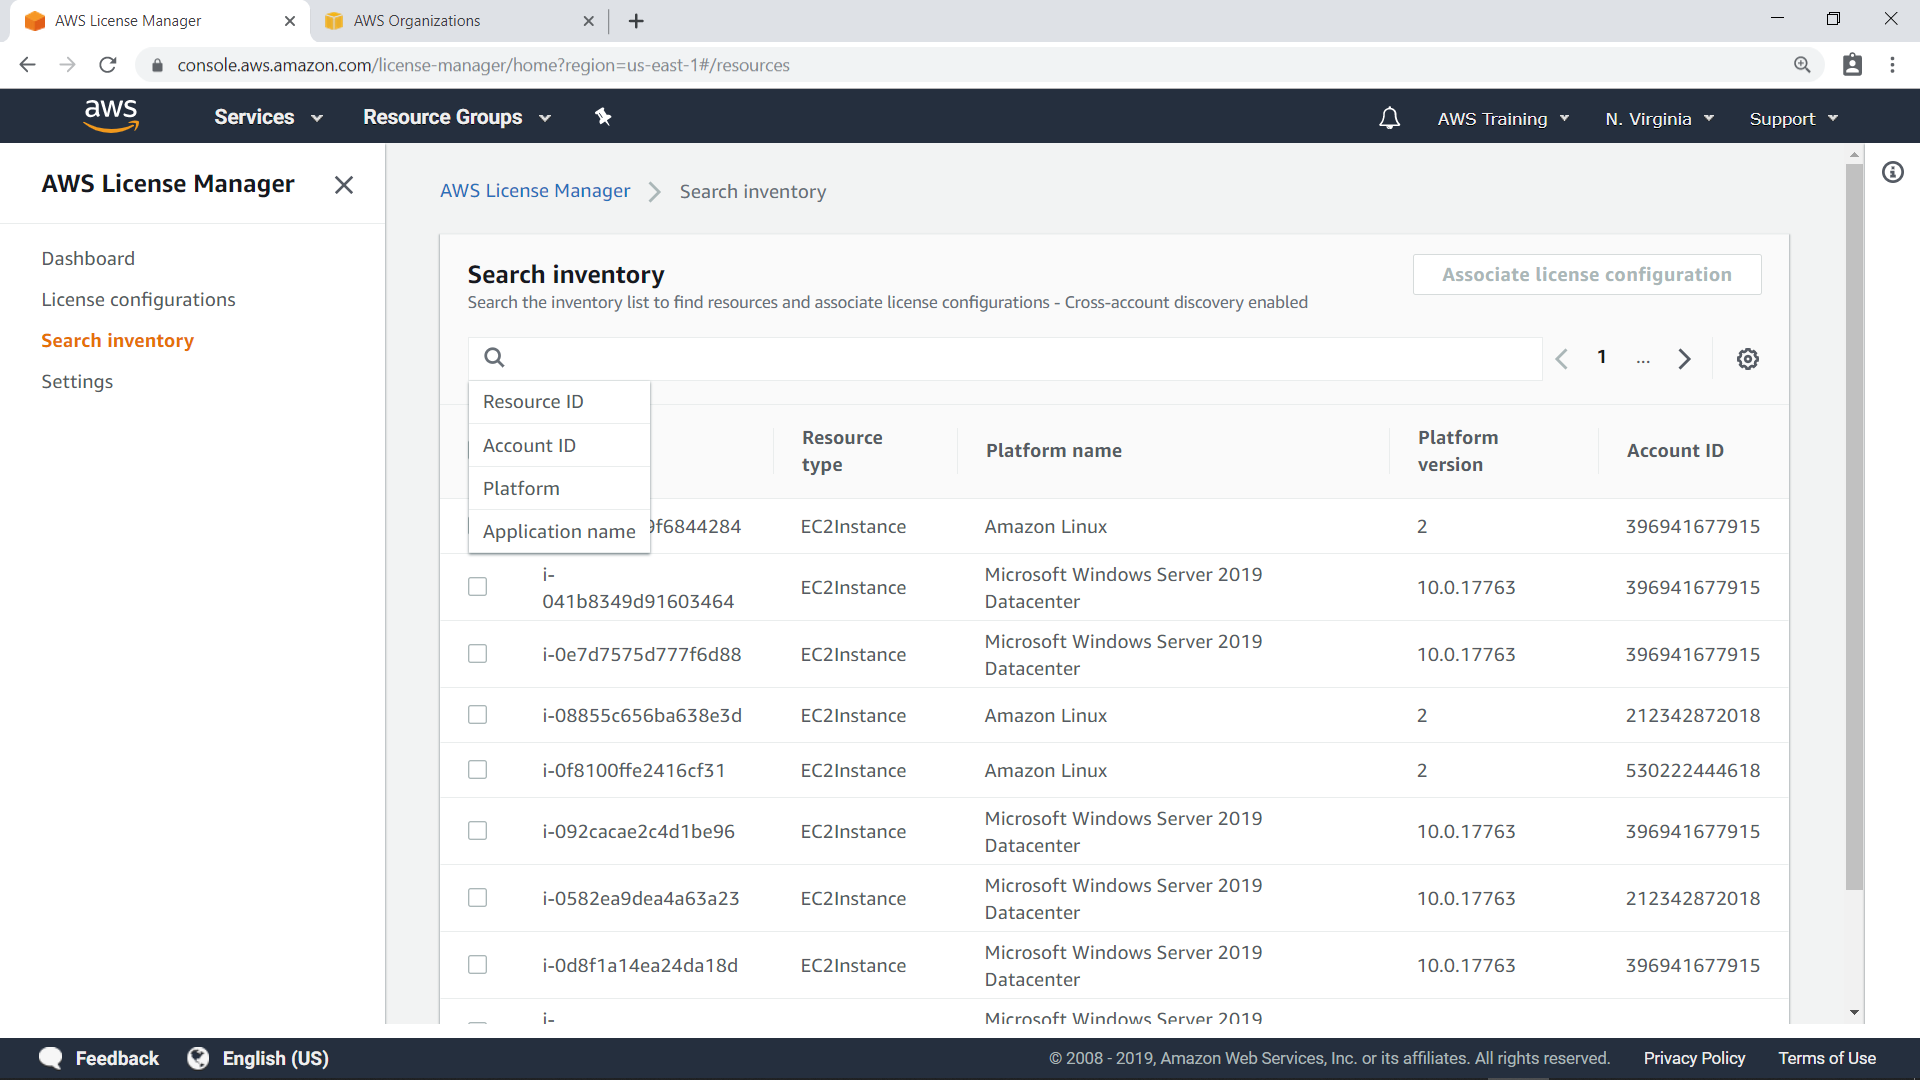 AWS License Manager
AWS Organizations
console.aws.amazon.com/license-manager/home?region=us-east-1#/resources
aws
Services
Resource Groups
AWS Training
N. Virginia
Support
AWS License Manager
Dashboard
License configurations
Search inventory
Settings
AWS License Manager
Search inventory
Search inventory
Search the inventory list to find resources and associate license configurations - Cross-account discovery enabled
Associate license configuration
1
...
Resource ID
Account ID
Platform
Application name
Resource type
Platform name
Platform version
Account ID
9f6844284 EC2Instance Amazon Linux 2 396941677915
i-
041b8349d91603464 EC2Instance Microsoft Windows Server 2019 Datacenter 10.0.17763 396941677915
i-0e7d7575d777f6d88 EC2Instance Microsoft Windows Server 2019 Datacenter 10.0.17763 396941677915
i-08855c656ba638e3d EC2Instance Amazon Linux 2 212342872018
i-0f8100ffe2416cf31 EC2Instance Amazon Linux 2 530222444618
i-092cacae2c4d1be96 EC2Instance Microsoft Windows Server 2019 Datacenter 10.0.17763 396941677915
i-0582ea9dea4a63a23 EC2Instance Microsoft Windows Server 2019 Datacenter 10.0.17763 212342872018
i-0d8f1a14ea24da18d EC2Instance Microsoft Windows Server 2019 Datacenter 10.0.17763 396941677915
i- Microsoft Windows Server 2019
Feedback
English (US)
© 2008 - 2019, Amazon Web Services, Inc. or its affiliates. All rights reserved.
Privacy Policy
Terms of Use